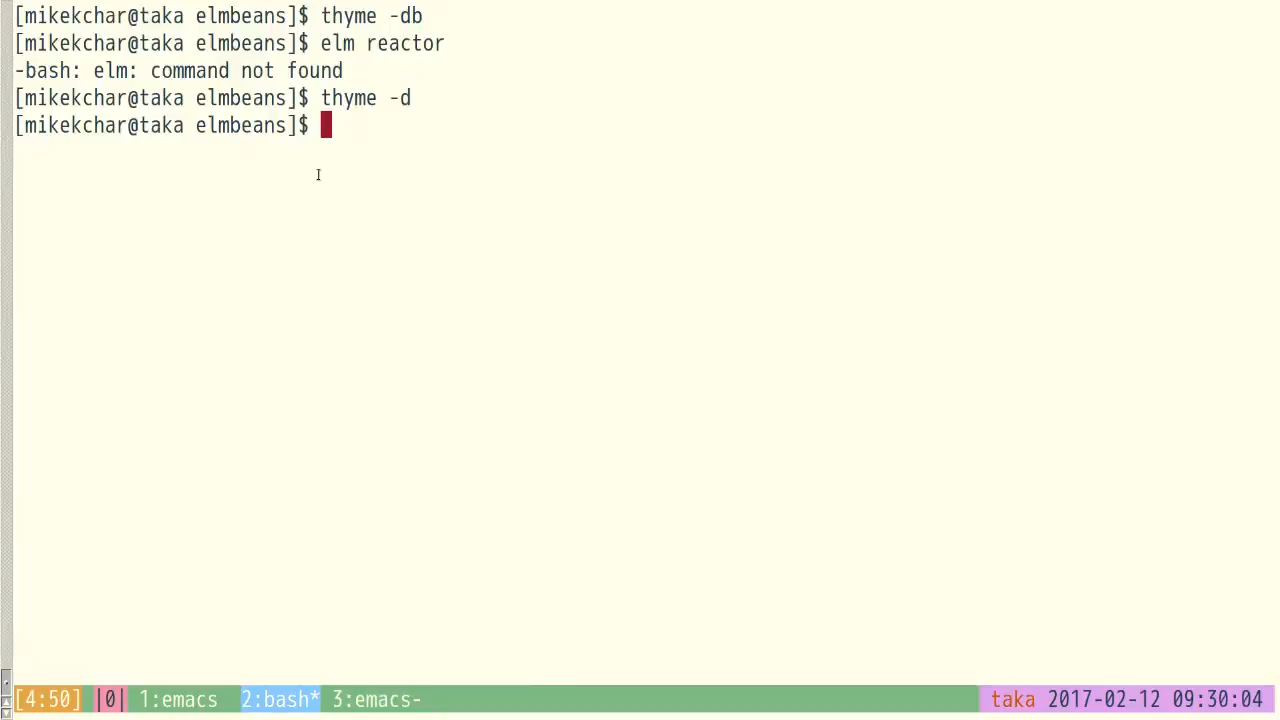 [mikekchar@taka elmbeans]$ thyme -db
[mikekchar@taka elmbeans]$ elm reactor
-bash: elm: command not found
[mikekchar@taka elmbeans]$ thyme -d
[mikekchar@taka elmbeans]$
[4:50] |0| 1:emacs 2:bash* 3:emacs- taka 2017-02-12 09:30:04